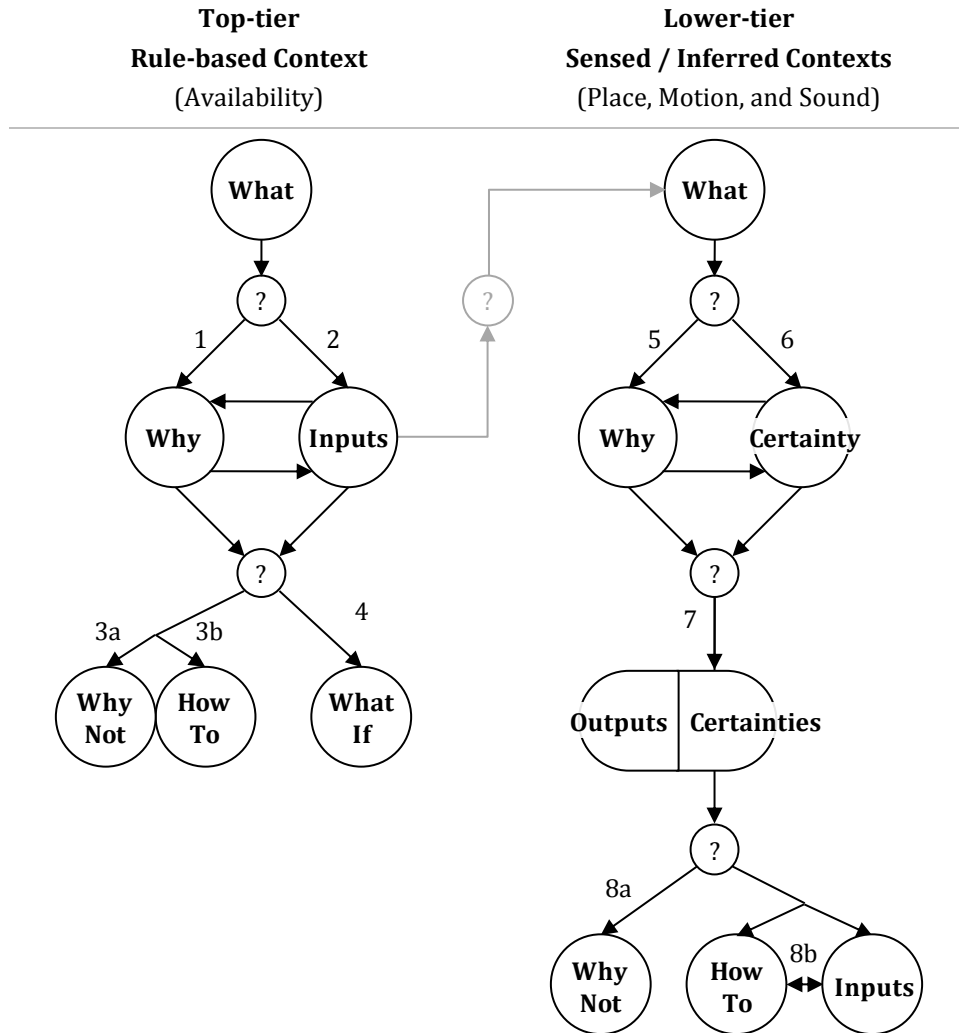 Top-tier
Rule-based Context
(Availability)
Lower-tier
Sensed / Inferred Contexts
(Place, Motion, and Sound)
What
What
?
?
?
1
2
5
6
Why
Inputs
Why
Certainty
?
?
3a
3b
4
7
Why
Not
How
To
What
If
Outputs
Certainties
?
8a
8b
Why
Not
How
To
Inputs